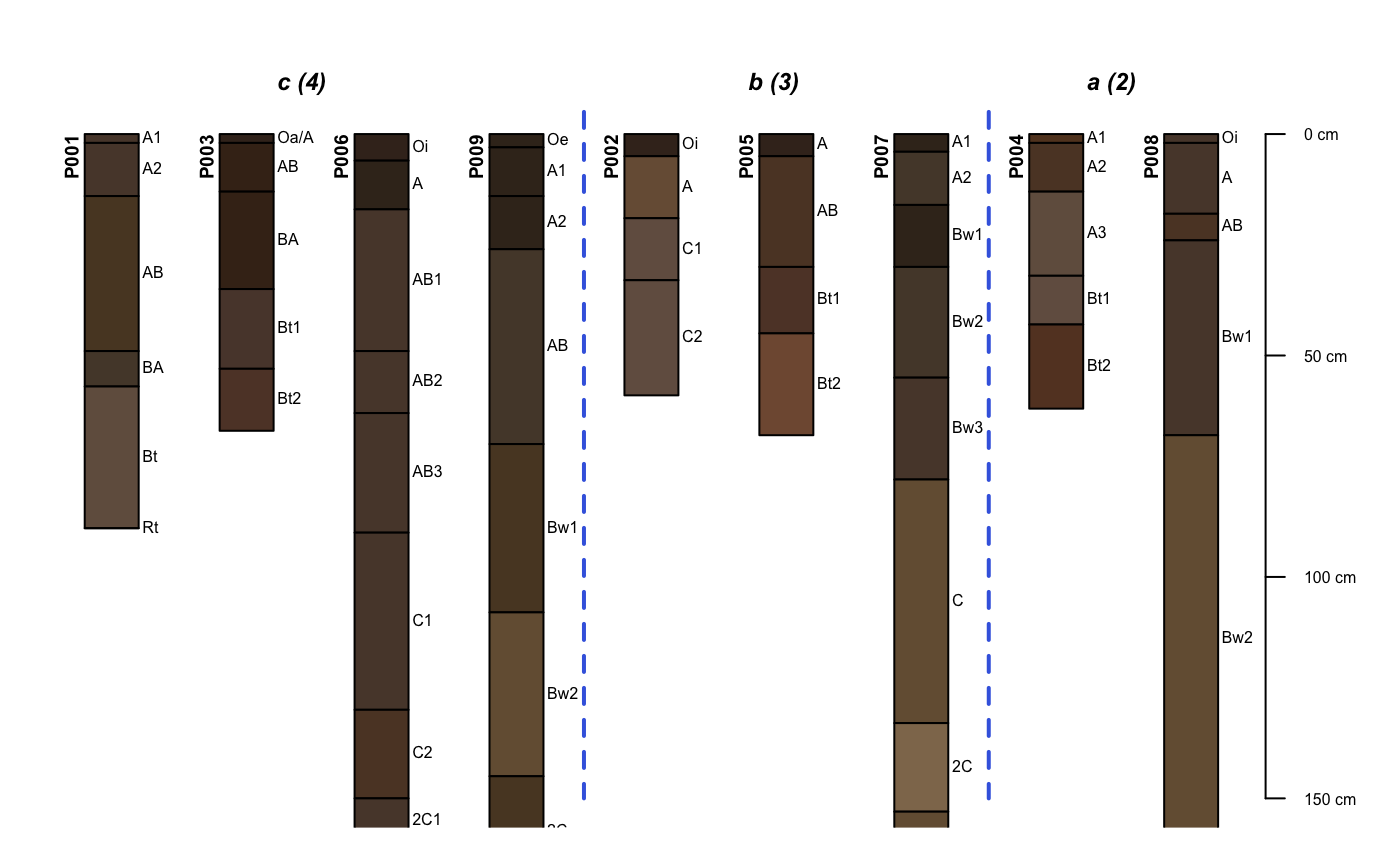 c (4)
b (3)
a (2)
P001
A1
A2
AB
BA
Bt
Rt
P003
Oa/A
AB
BA
Bt1
Bt2
P006
Oi
A
AB1
AB2
AB3
C1
C2
2C1
P009
Oe
A1
A2
AB
Bw1
Bw2
P002
Oi
A
C1
C2
P005
A
AB
Bt1
Bt2
P007
A1
A2
Bw1
Bw2
Bw3
C
2C
P004
A1
A2
A3
Bt1
Bt2
P008
Oi
A
AB
Bw1
Bw2
0 cm
50 cm
100 cm
150 cm